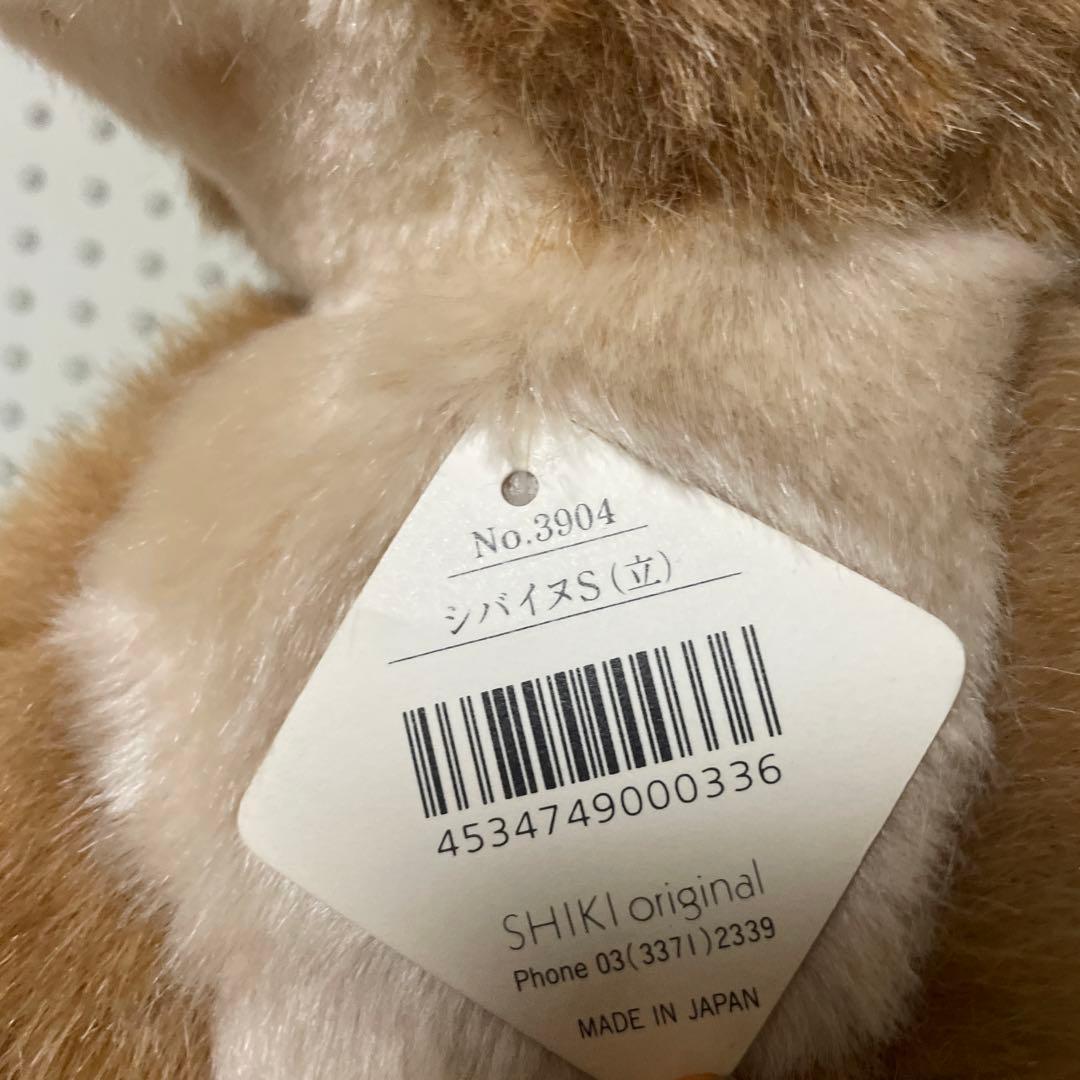 No.3904
シバイヌS(立)
4534749000336
SHIKI original
Phone 03(3371)2339
MADE IN JAPAN